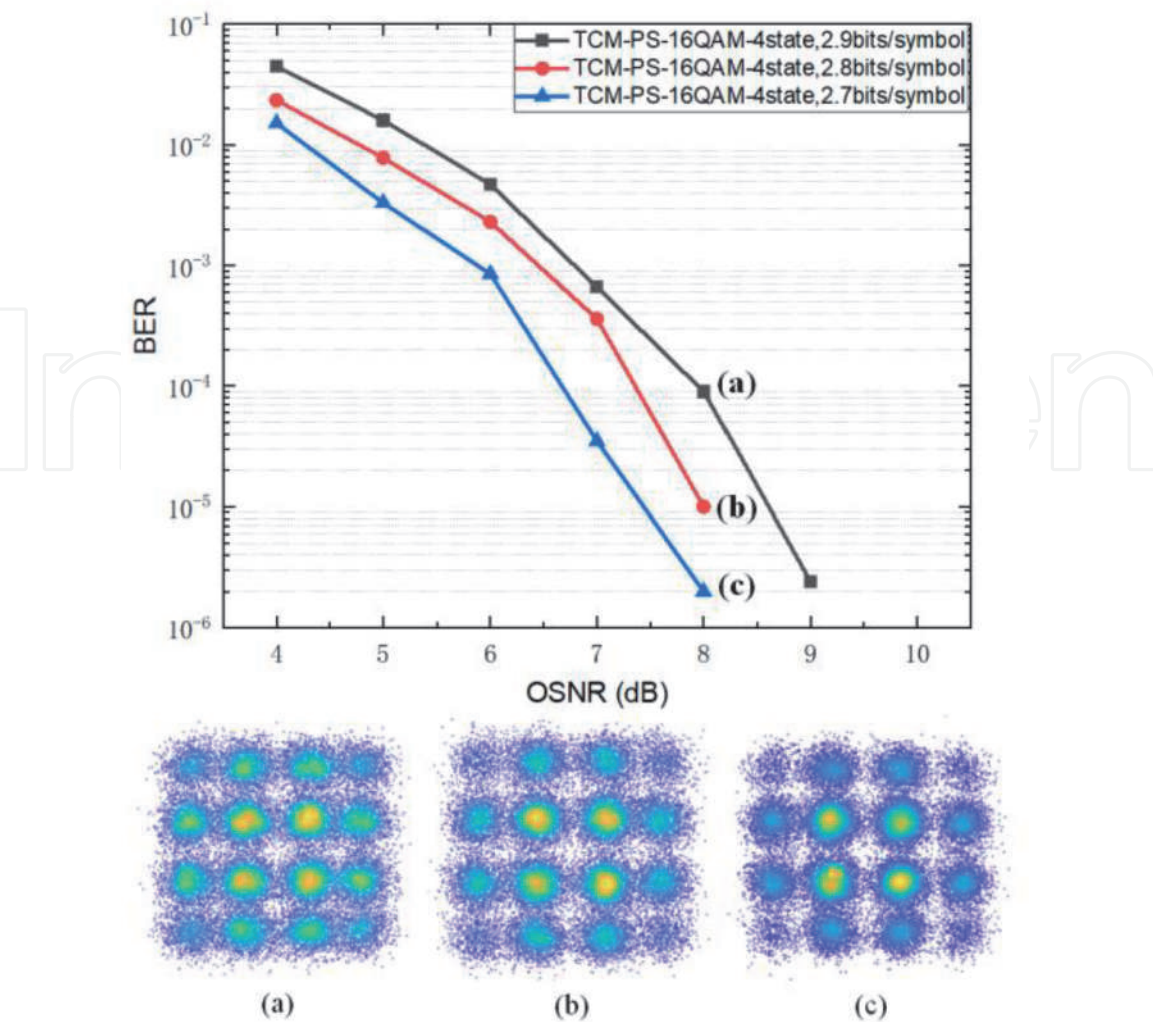 10⁻¹
TCM-PS-16QAM-4state,2.9bits/symbol
TCM-PS-16QAM-4state,2.8bits/symbol
TCM-PS-16QAM-4state,2.7bits/symbol
10⁻²
10⁻³
BER
10⁻⁴
(a)
10⁻⁵
(b)
(c)
10⁻⁶
4 5 6 7 8 9 10
OSNR (dB)
(a) (b) (c)